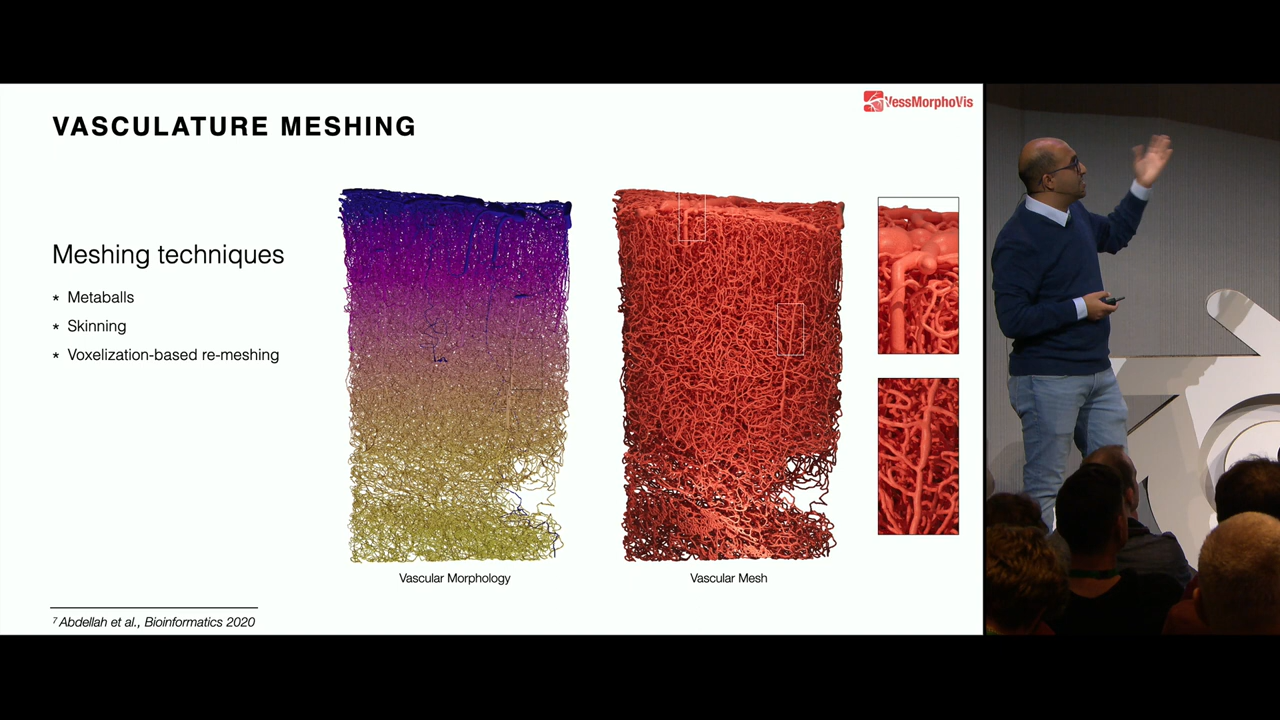 VessMorphoVis
VASCULATURE MESHING
Meshing techniques
* Metaballs
* Skinning
* Voxelization-based re-meshing
Vascular Morphology
Vascular Mesh
⁷ Abdellah et al., Bioinformatics 2020